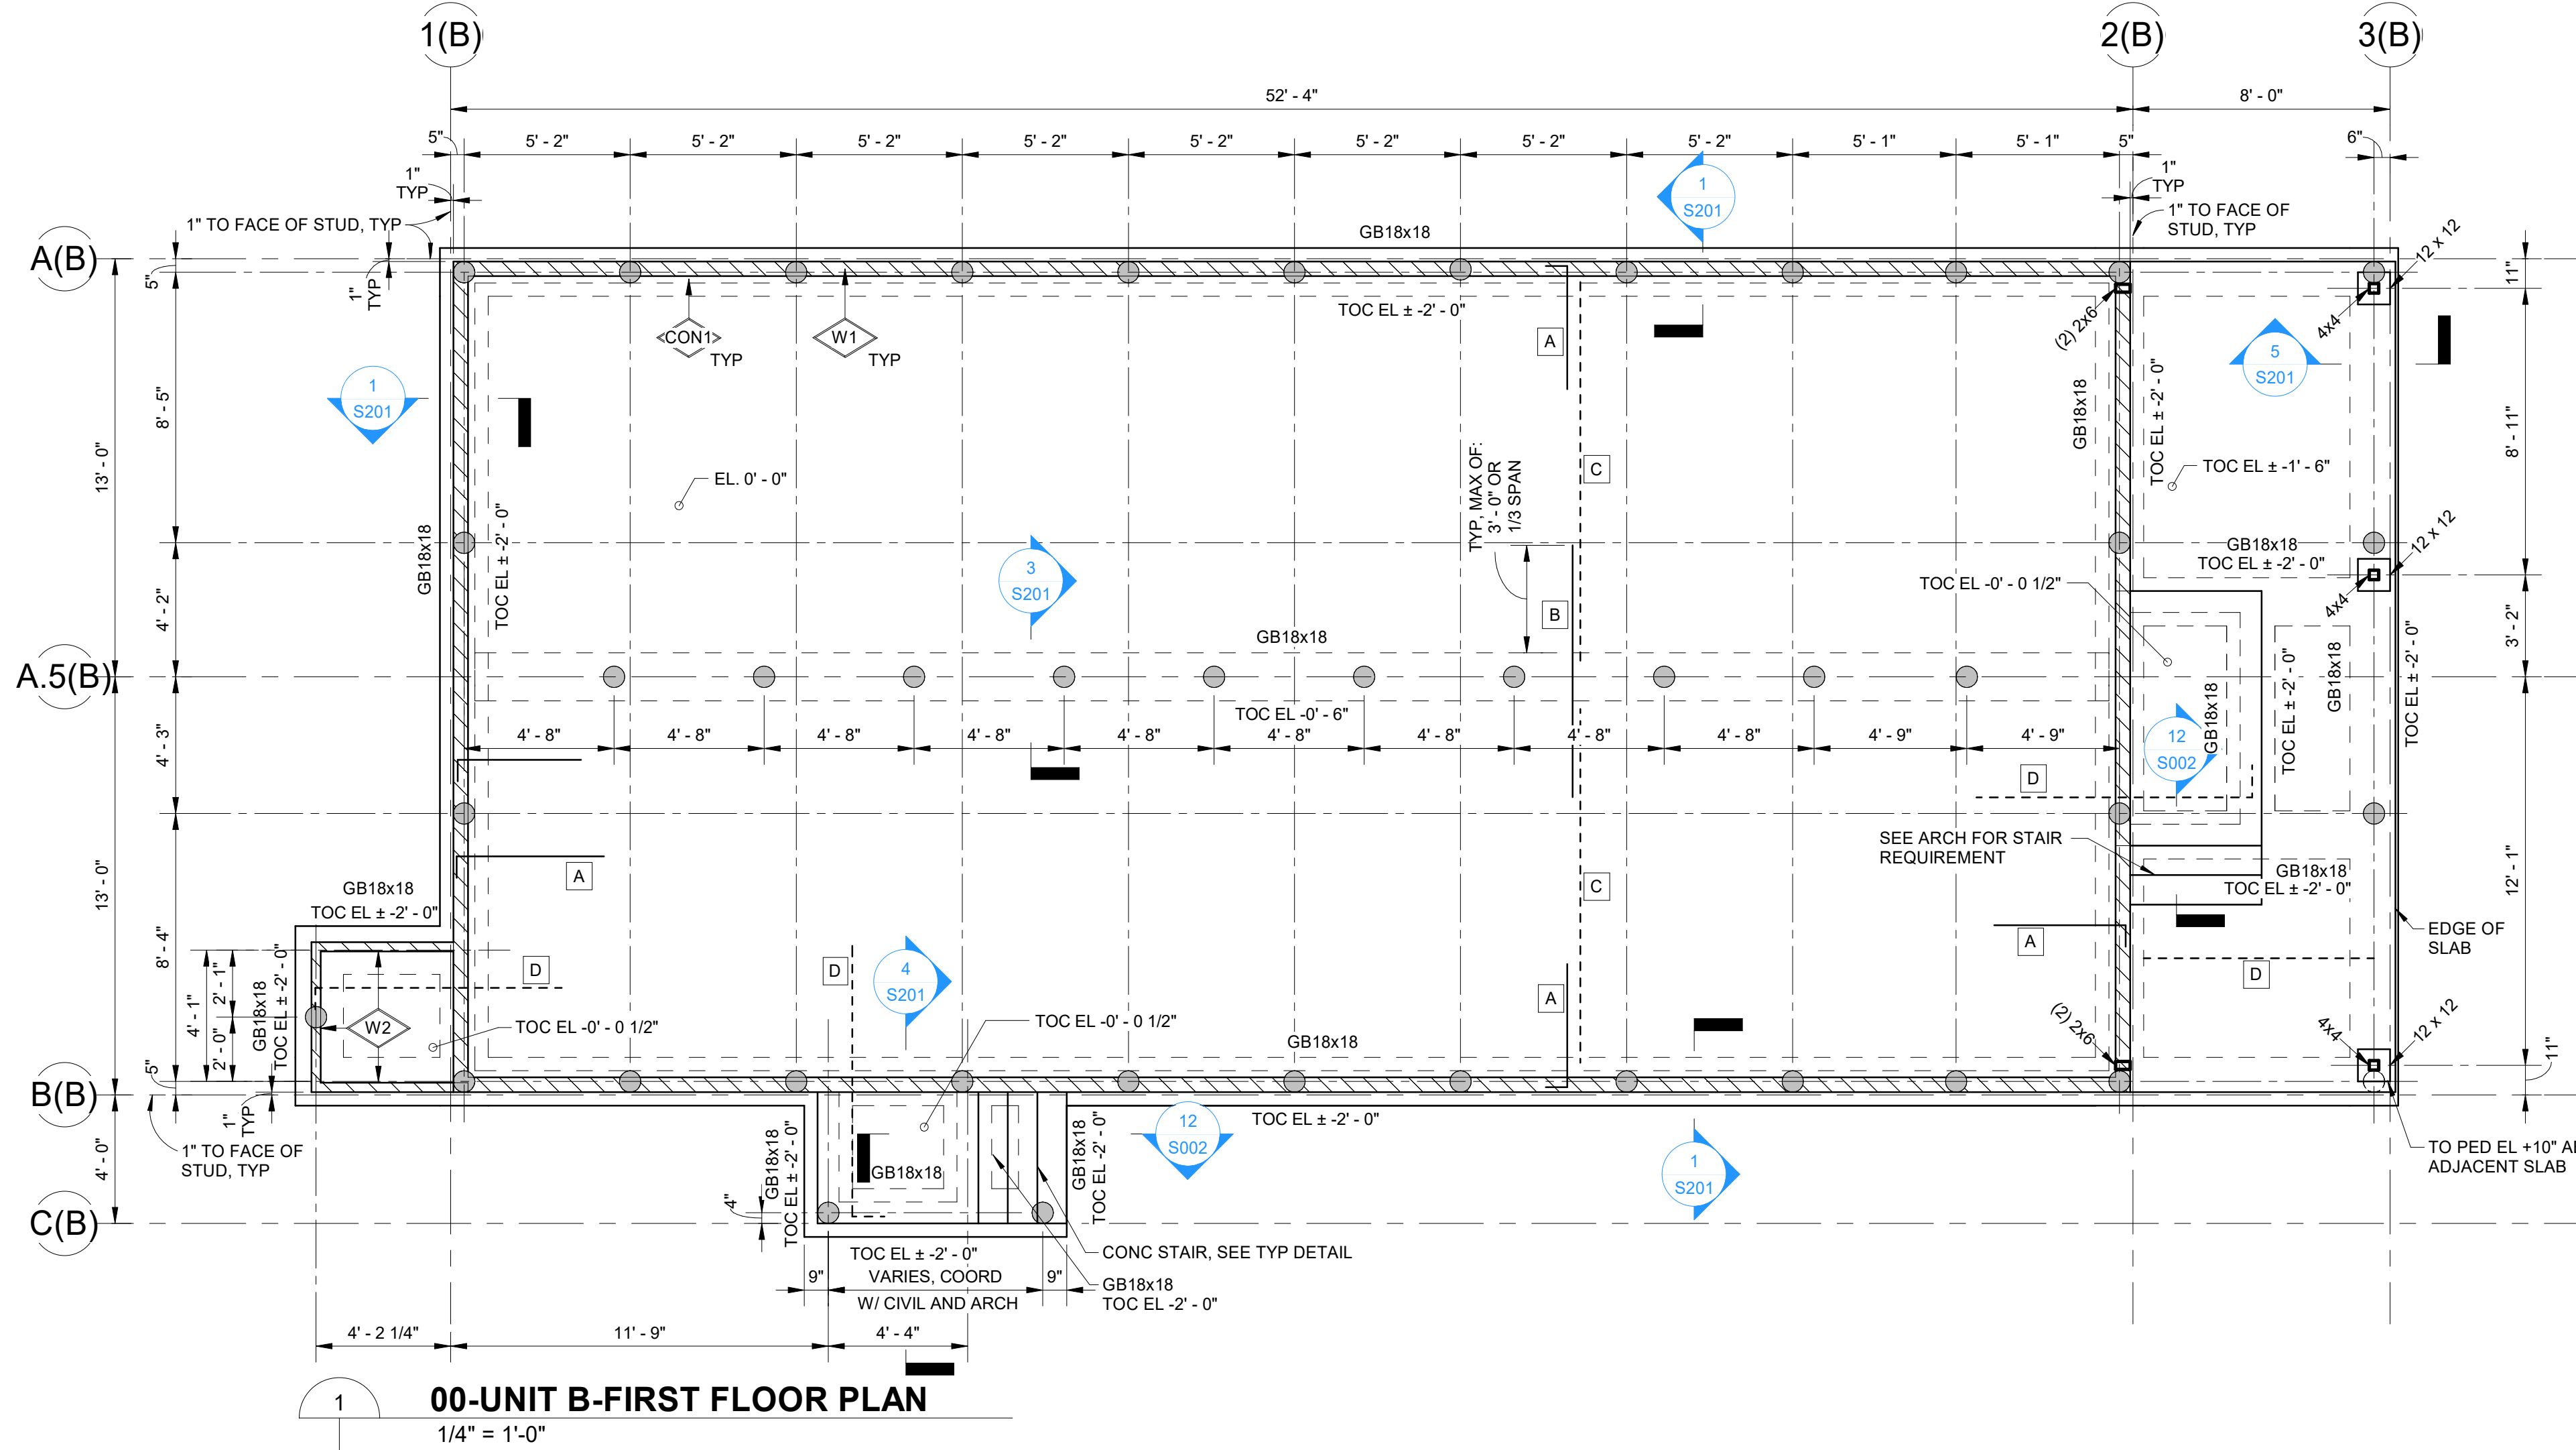 1(B)
2(B)
3(B)
52' - 4"
8' - 0"
5"
5' - 2"
5' - 2"
5' - 2"
5' - 2"
5' - 2"
5' - 2"
5' - 2"
5' - 2"
5' - 1"
5' - 1"
5"
6"
1"
TYP
1"
TYP
1" TO FACE OF STUD, TYP
1" TO FACE OF
STUD, TYP
1
S201
GB18x18
12 x 12
A(B)
5"
1"
TYP
11"
TOC EL ± -2' - 0"
(2) 2x6
4x4
CON1
TYP
W1
TYP
A
5
S201
1
S201
8' - 5"
13' - 0"
GB18x18
TOC EL ± -2' - 0"
8' - 11"
EL. 0' - 0"
TYP, MAX OF:
3' - 0" OR
1/3 SPAN
C
TOC EL ± -1' - 6"
GB18x18
TOC EL ± -2' - 0"
12 x 12
GB18x18
TOC EL ± -2' - 0"
3
S201
TOC EL -0' - 0 1/2"
4x4
4' - 2"
B
3' - 2"
GB18x18
A.5(B)
GB18x18
TOC EL ± -2' - 0"
GB18x18
TOC EL ± -2' - 0"
TOC EL -0' - 6"
4' - 3"
4' - 8"
4' - 8"
4' - 8"
4' - 8"
4' - 8"
4' - 8"
4' - 8"
4' - 8"
4' - 8"
4' - 9"
4' - 9"
12
S002
D
SEE ARCH FOR STAIR
REQUIREMENT
A
C
GB18x18
TOC EL ± -2' - 0"
13' - 0"
12' - 1"
GB18x18
TOC EL ± -2' - 0"
8' - 4"
A
EDGE OF
SLAB
D
D
4
S201
D
4' - 1"
2' - 1"
2' - 0"
GB18x18
TOC EL ± -2' - 0"
A
W2
TOC EL -0' - 0 1/2"
TOC EL -0' - 0 1/2"
GB18x18
(2) 2x6
4x4
12 x 12
11"
5"
B(B)
1"
TYP
TOC EL ± -2' - 0"
12
S002
1" TO FACE OF
STUD, TYP
4' - 0"
GB18x18
TOC EL ± -2' - 0"
GB18x18
GB18x18
TOC EL -2' - 0"
1
S201
TO PED EL +10"
ADJACENT SLAB
4"
C(B)
TOC EL ± -2' - 0"
CONC STAIR, SEE TYP DETAIL
9"
VARIES, COORD
W/ CIVIL AND ARCH
9"
GB18x18
TOC EL -2' - 0"
4' - 2 1/4"
11' - 9"
4' - 4"
1
00-UNIT B-FIRST FLOOR PLAN
1/4" = 1'-0"